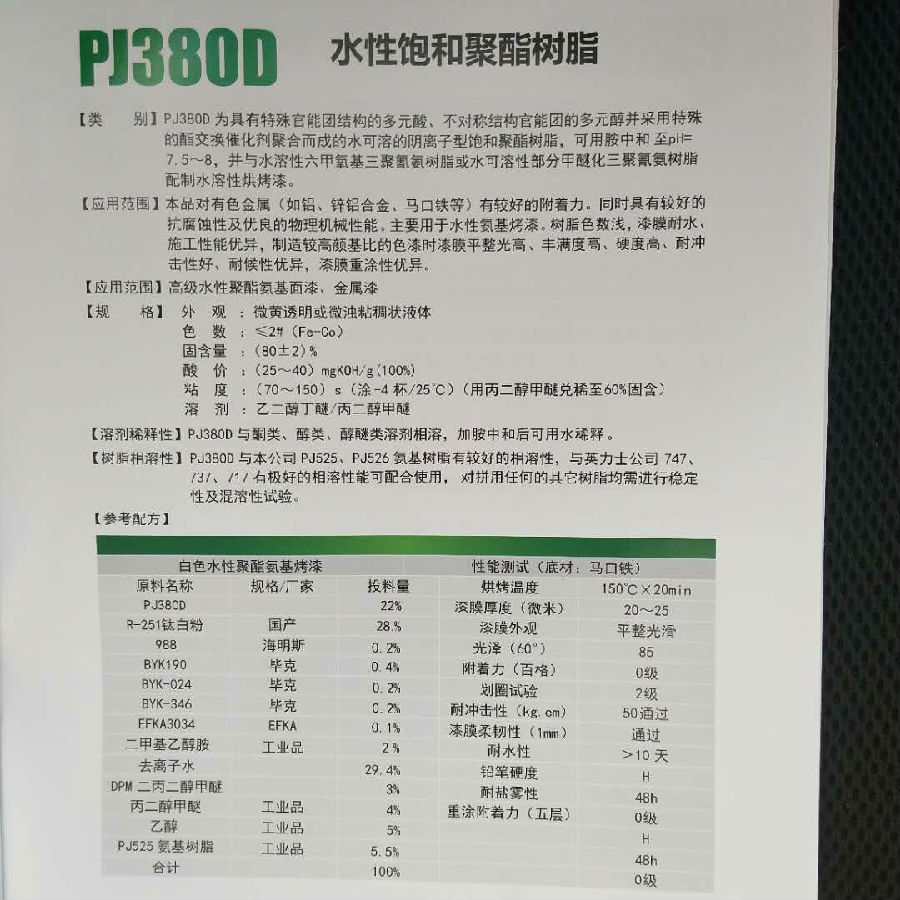 PJ380D 水性饱和聚酯树脂
【类 别】PJ380D 为具有特殊官能团结构的多元酸、不对称结构官能团的多元醇并采用特殊
的酯交换催化剂聚合而成的水可溶的阴离子型饱和聚酯树脂，可用胺中和 至pH=
7.5～8，并与水溶性六甲氧基三聚氰氨树脂或水可溶性部分甲醚化三聚氰氨树脂
配制水溶性烘烤漆。
【应用范围】本品对有色金属（如铝、锌铝合金、马口铁等）有较好的附着力。同时具有较好的
抗腐蚀性及优良的物理机械性能。主要用于水性氨基烤漆。树脂色数浅，漆膜耐水、
施工性能优异，制造较高颜基比的色漆时漆膜平整光高、丰满度高、硬度高、耐冲
击性好、耐候性优异，漆膜重涂性优异。
【应用范围】高级水性聚酯氨基面漆、金属漆
【规 格】 外 观 ：微黄透明或微浊粘稠状液体
色 数 ：≤2#（Fe-Co）
固含量 ：(80±2)%
酸 价 ：(25～40) mgKOH/g(100%)
粘 度 ：(70～150) s (涂-4 杯/25℃)（用丙二醇甲醚兑稀至60%固含）
溶 剂 ：乙二醇丁醚/丙二醇甲醚
【溶剂稀释性】PJ380D 与酮类、醇类、醇醚类溶剂相溶，加胺中和后可用水稀释。
【树脂相溶性】PJ380D 与本公司 PJ525、PJ526 氨基树脂有较好的相溶性，与英力士公司 747、
737、717 有极好的相溶性能可配合使用， 对拼用任何的其它树脂均需进行稳定
性及混溶性试验。
【参考配方】
白色水性聚酯氨基烤漆 性能测试（底材：马口铁）
原料名称 规格/厂家 投料量 烘烤温度 150℃×20min
PJ380D 22% 漆膜厚度（微米） 20～25
R-251钛白粉 国产 28.% 漆膜外观 平整光滑
988 海明斯 0.2% 光泽（60°） 85
BYK190 毕克 0.4% 附着力（百格） 0级
BYK-024 毕克 0.2% 划圈试验 2级
BYK-346 毕克 0.2% 耐冲击性（kg.cm） 50通过
EFKA3034 EFKA 0.1% 漆膜柔韧性（1mm） 通过
二甲基乙醇胺 工业品 2% 耐水性 >10 天
去离子水 29.4% 铅笔硬度 H
DPM 二丙二醇甲醚 3% 耐盐雾性 48h
丙二醇甲醚 工业品 4% 重涂附着力（五层） 0级
乙醇 工业品 5% H
PJ525 氨基树脂 工业品 5.5% 48h
合计 100% 0级